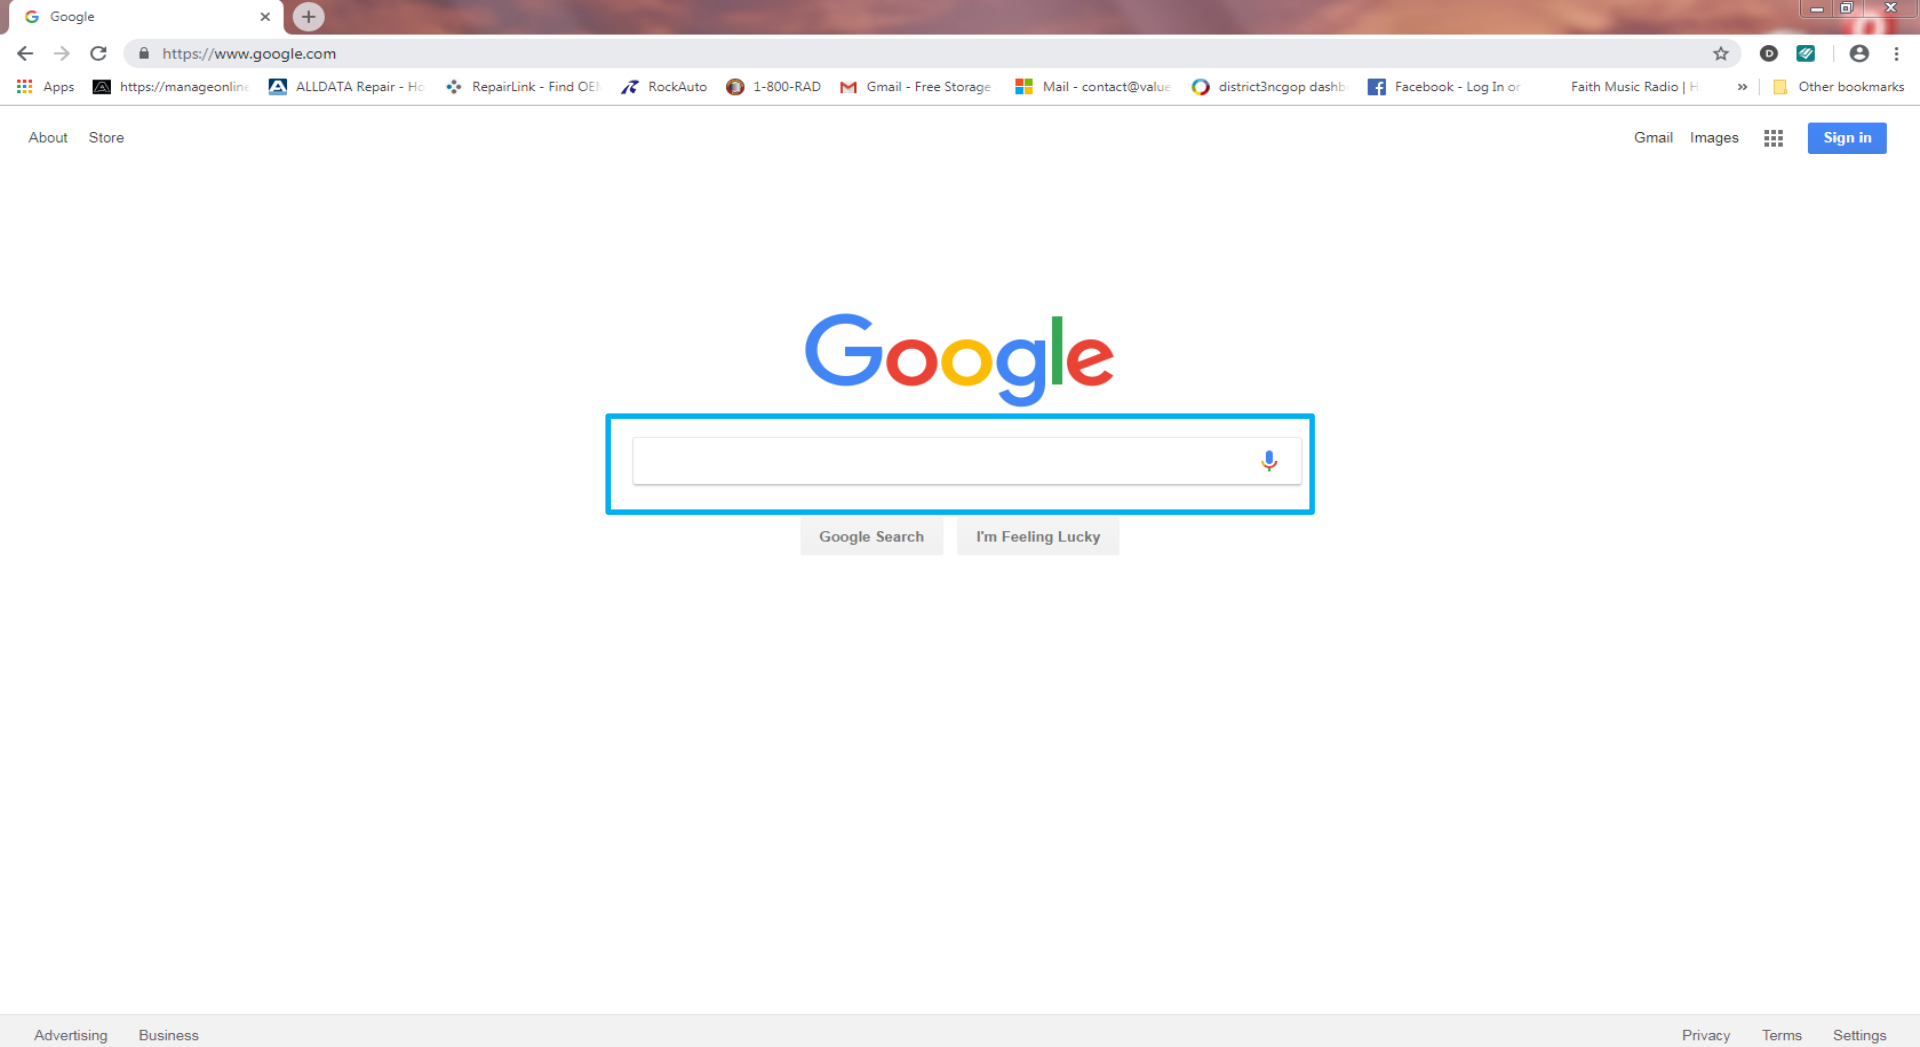 Google
https://www.google.com
Apps https://manageonline ALLDATA Repair - Ho RepairLink - Find OE RockAuto 1-800-RAD Gmail - Free Storage Mail - contact@value district3ncgop dashb Facebook - Log In or Faith Music Radio | H » Other bookmarks
About Store Gmail Images Sign in
Google
Google Search I'm Feeling Lucky
Advertising Business Privacy Terms Settings